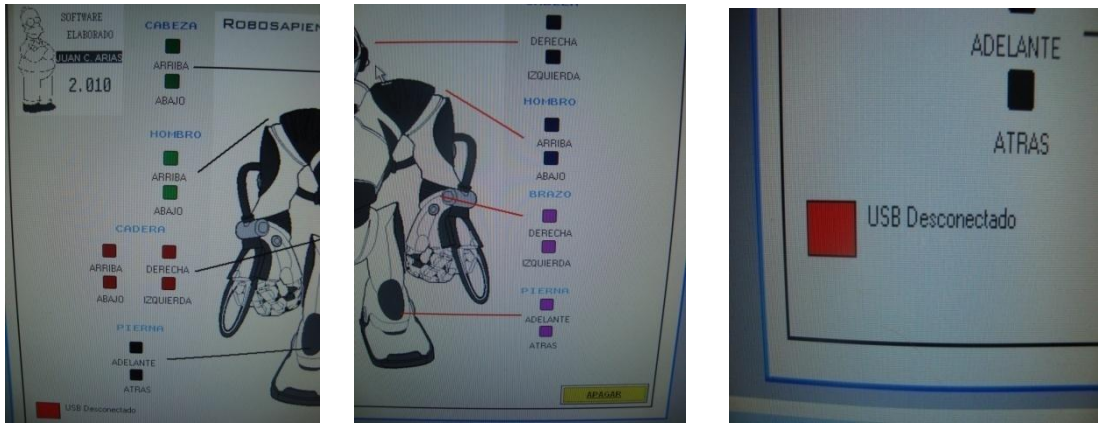 SOFTWARE
ELABORADO
JUAN C. ARIAS
2.010
CABEZA
ROBOSAPIEN
ARRIBA
ABAJO
HOMBRO
ARRIBA
ABAJO
CADERA
ARRIBA DERECHA
ABAJO IZQUIERDA
PIERNA
ADELANTE
ATRAS
USB Desconectado
DERECHA
IZQUIERDA
HOMBRO
ARRIBA
ABAJO
BRAZO
DERECHA
IZQUIERDA
PIERNA
ADELANTE
ATRAS
APAGAR
ADELANTE
ATRAS
USB Desconectado